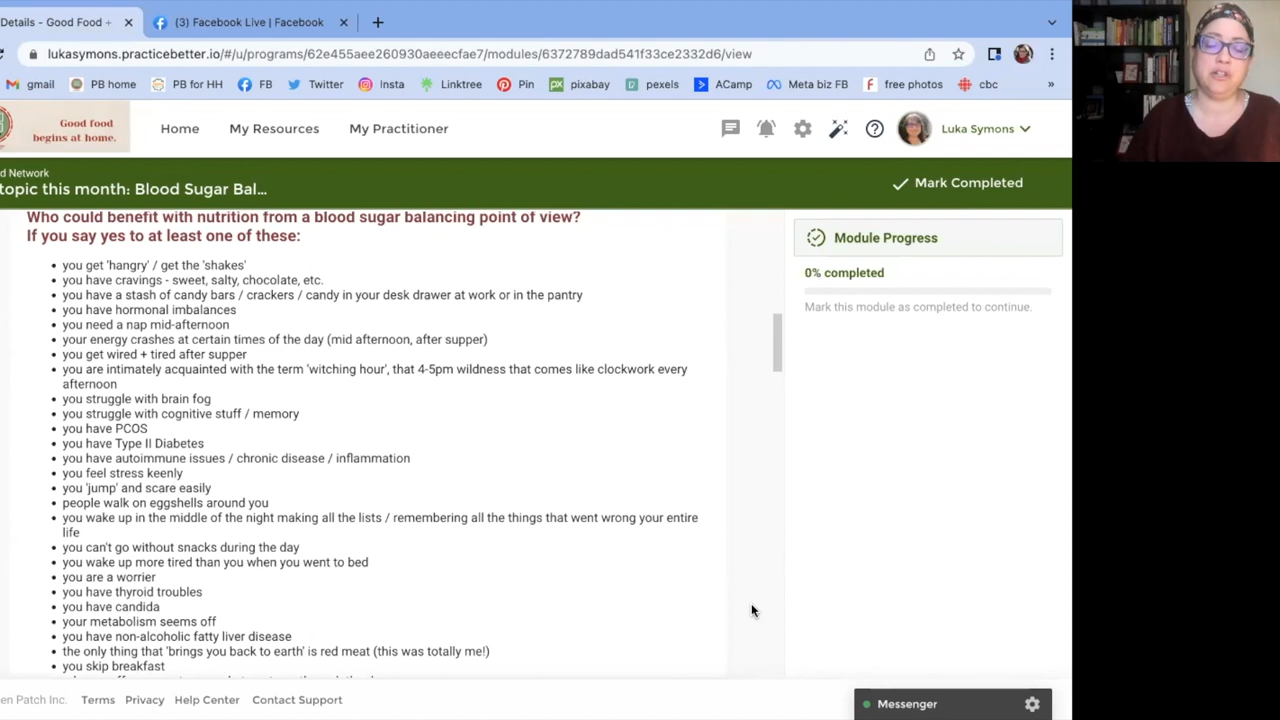 Details - Good Food +
(3) Facebook Live | Facebook
lukasymons.practicebetter.io/#/u/programs/62e455aee260930aeeecfae7/modules/6372789dad541f33ce2332d6/view
gmail
PB home
PB for HH
FB
Twitter
Insta
Linktree
Pin
pixabay
pexels
ACamp
Meta biz FB
free photos
cbc
»
Good food
begins at home.
Home
My Resources
My Practitioner
Luka Symons
d Network
topic this month: Blood Sugar Bal...
Mark Completed
Who could benefit with nutrition from a blood sugar balancing point of view?
If you say yes to at least one of these:
• you get 'hangry' / get the 'shakes'
• you have cravings - sweet, salty, chocolate, etc.
• you have a stash of candy bars / crackers / candy in your desk drawer at work or in the pantry
• you have hormonal imbalances
• you need a nap mid-afternoon
• your energy crashes at certain times of the day (mid afternoon, after supper)
• you get wired + tired after supper
• you are intimately acquainted with the term 'witching hour', that 4-5pm wildness that comes like clockwork every
afternoon
• you struggle with brain fog
• you struggle with cognitive stuff / memory
• you have PCOS
• you have Type II Diabetes
• you have autoimmune issues / chronic disease / inflammation
• you feel stress keenly
• you 'jump' and scare easily
• people walk on eggshells around you
• you wake up in the middle of the night making all the lists / remembering all the things that went wrong your entire
life
• you can't go without snacks during the day
• you wake up more tired than you when you went to bed
• you are a worrier
• you have thyroid troubles
• you have candida
• your metabolism seems off
• you have non-alcoholic fatty liver disease
• the only thing that 'brings you back to earth' is red meat (this was totally me!)
• you skip breakfast
Module Progress
0% completed
Mark this module as completed to continue.
en Patch Inc.
Terms
Privacy
Help Center
Contact Support
Messenger